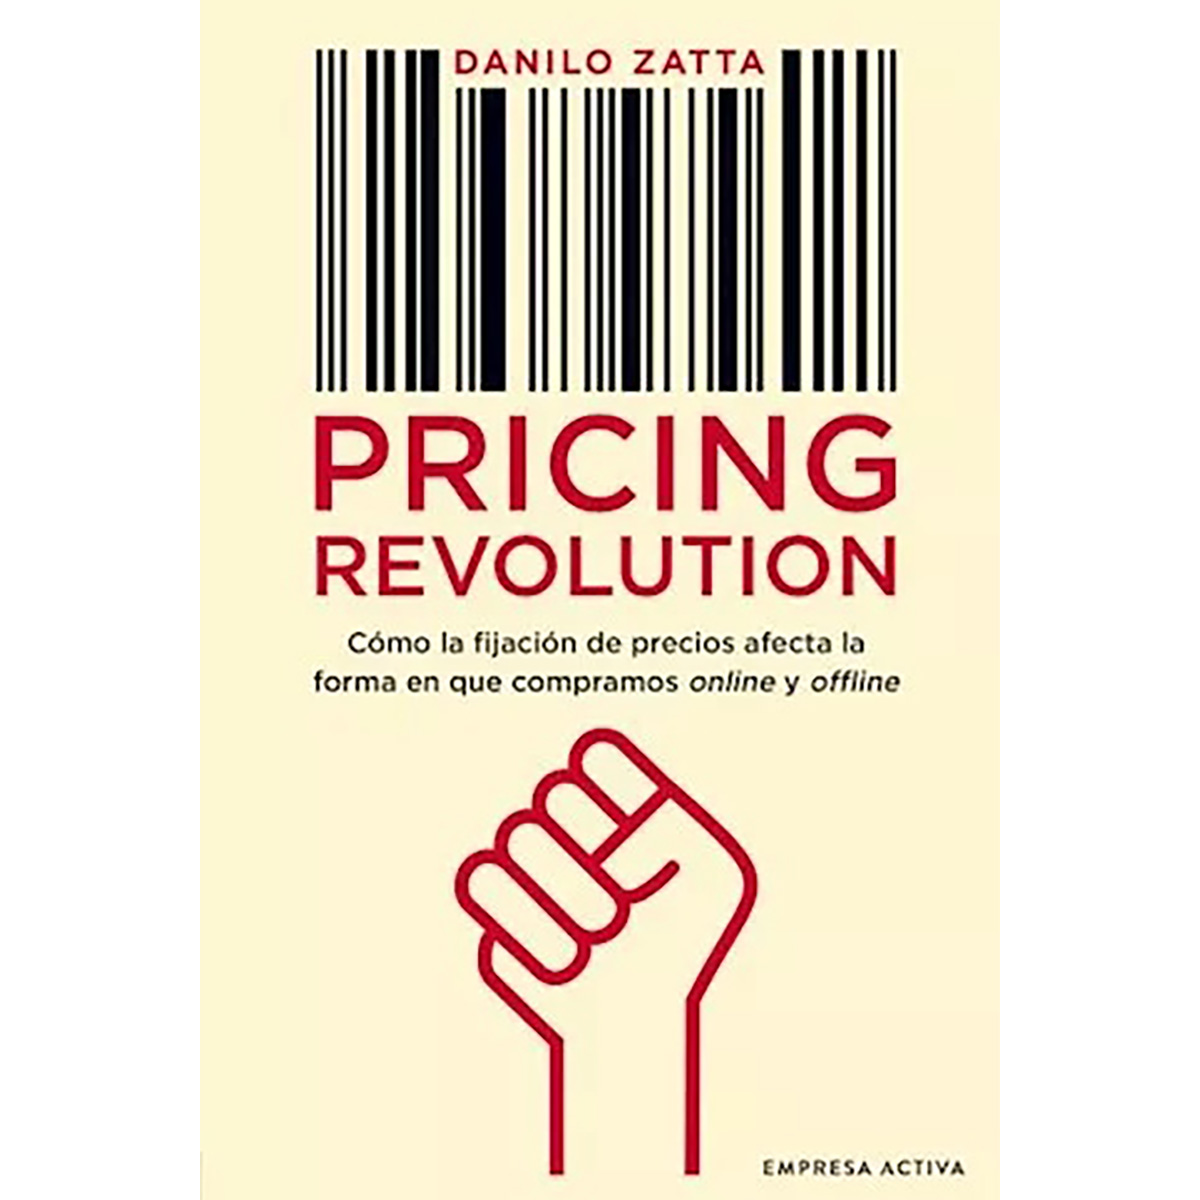 DANILO ZATTA
PRICING
REVOLUTION
Cómo la fijación de precios afecta la
forma en que compramos online y offline
EMPRESA ACTIVA